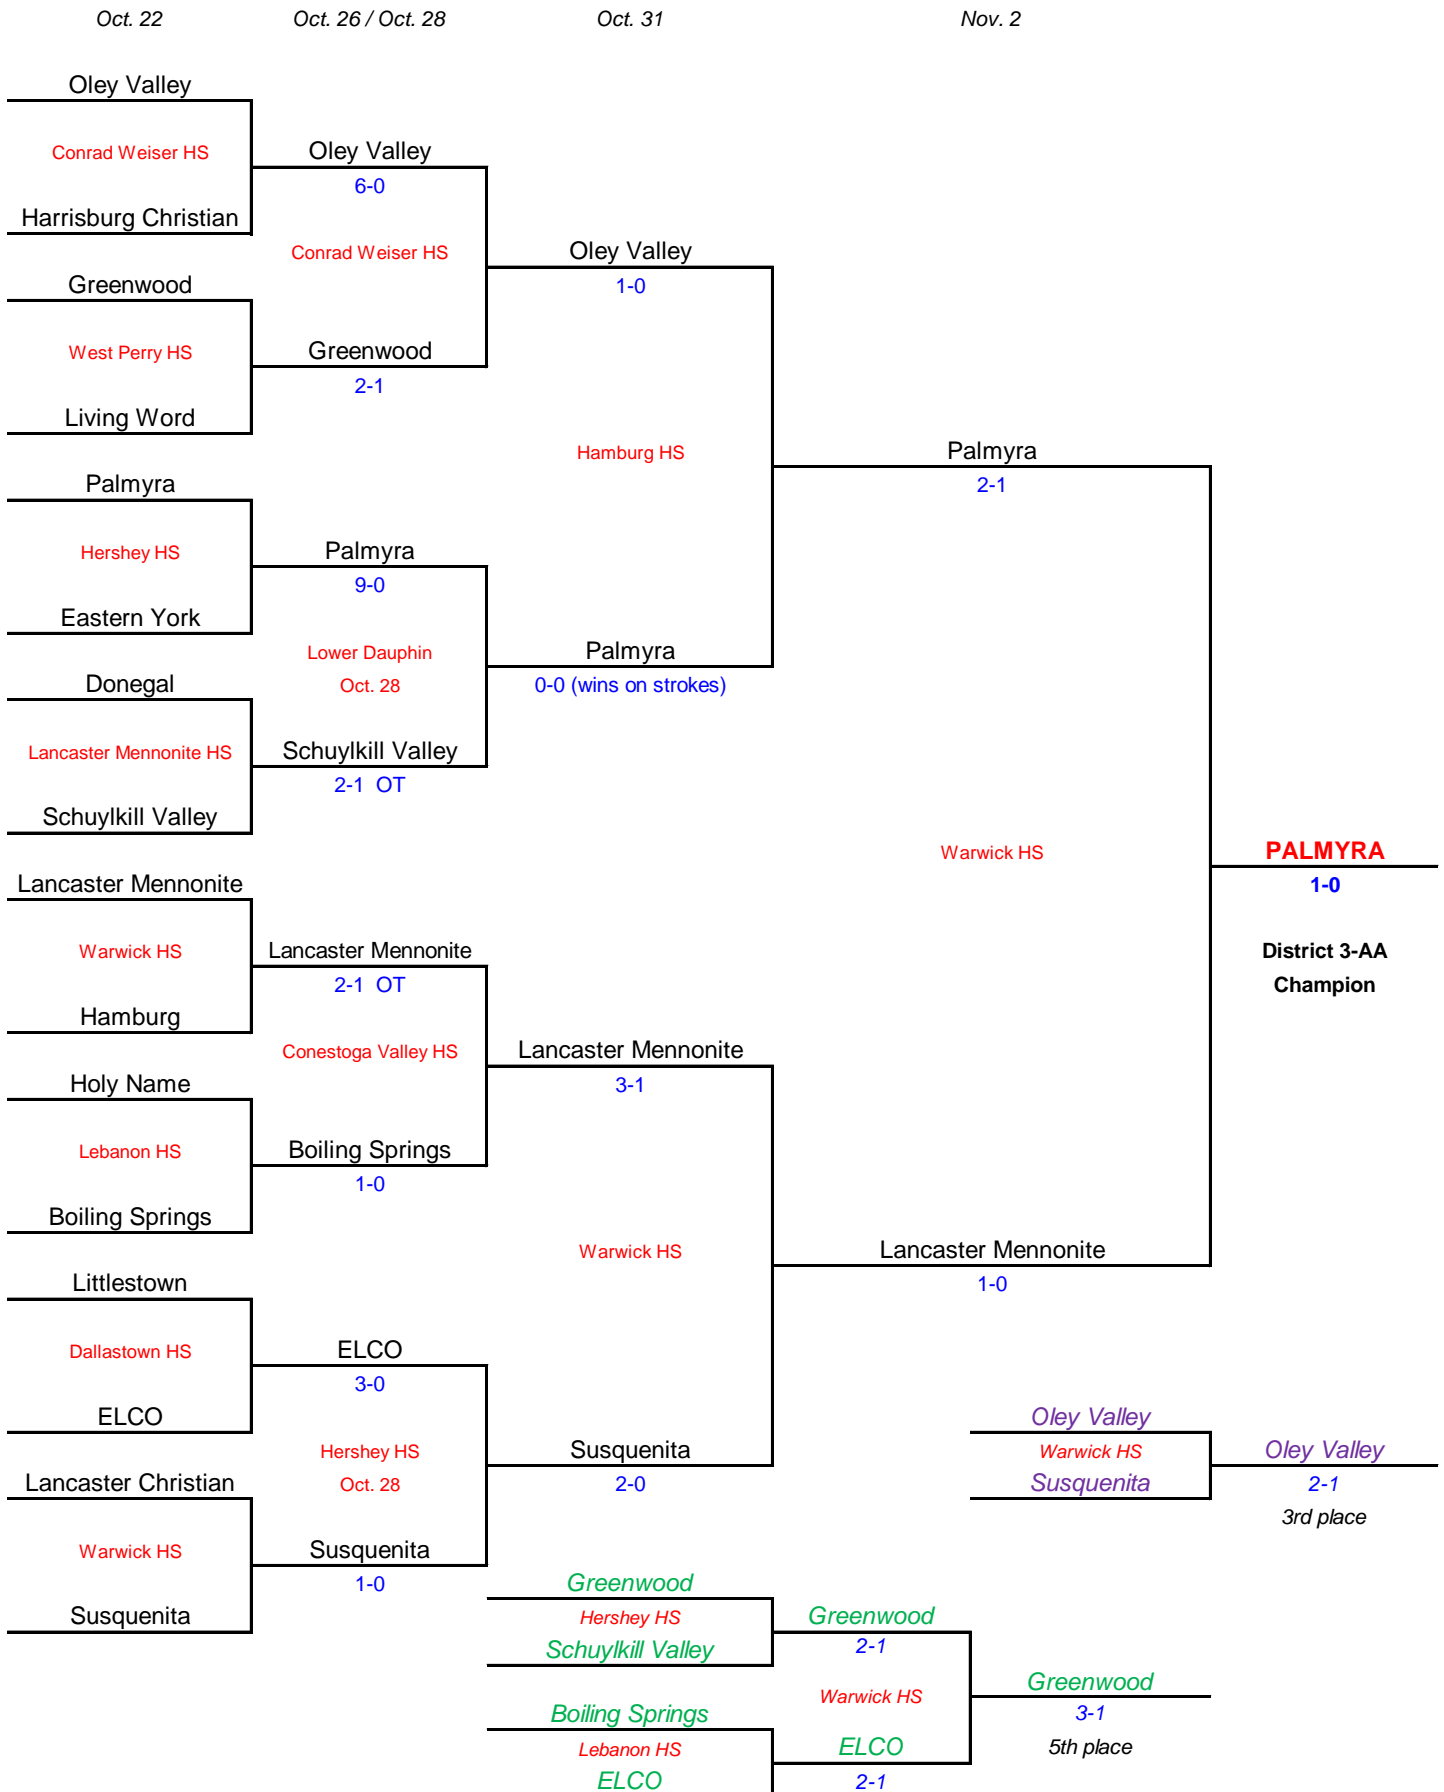 Oct. 22
Oct. 26 / Oct. 28
Oct. 31
Nov. 2
Oley Valley
Conrad Weiser HS
Harrisburg Christian
Greenwood
West Perry HS
Living Word
Palmyra
Hershey HS
Eastern York
Donegal
Lancaster Mennonite HS
Schuylkill Valley
Lancaster Mennonite
Warwick HS
Hamburg
Holy Name
Lebanon HS
Boiling Springs
Littlestown
Dallastown HS
ELCO
Lancaster Christian
Warwick HS
Susquenita
Oley Valley
6-0
Conrad Weiser HS
Greenwood
2-1
Palmyra
9-0
Lower Dauphin
Oct. 28
Schuylkill Valley
2-1 OT
Lancaster Mennonite
2-1 OT
Conestoga Valley HS
Boiling Springs
1-0
ELCO
3-0
Hershey HS
Oct. 28
Susquenita
1-0
Oley Valley
1-0
Hamburg HS
Palmyra
0-0 (wins on strokes)
Lancaster Mennonite
3-1
Warwick HS
Susquenita
2-0
Palmyra
2-1
Warwick HS
Lancaster Mennonite
1-0
PALMYRA
1-0
District 3-AA
Champion
Oley Valley
Warwick HS
Susquenita
Oley Valley
2-1
3rd place
Greenwood
Hershey HS
Schuylkill Valley
Boiling Springs
Lebanon HS
ELCO
Greenwood
2-1
Warwick HS
ELCO
2-1
Greenwood
3-1
5th place